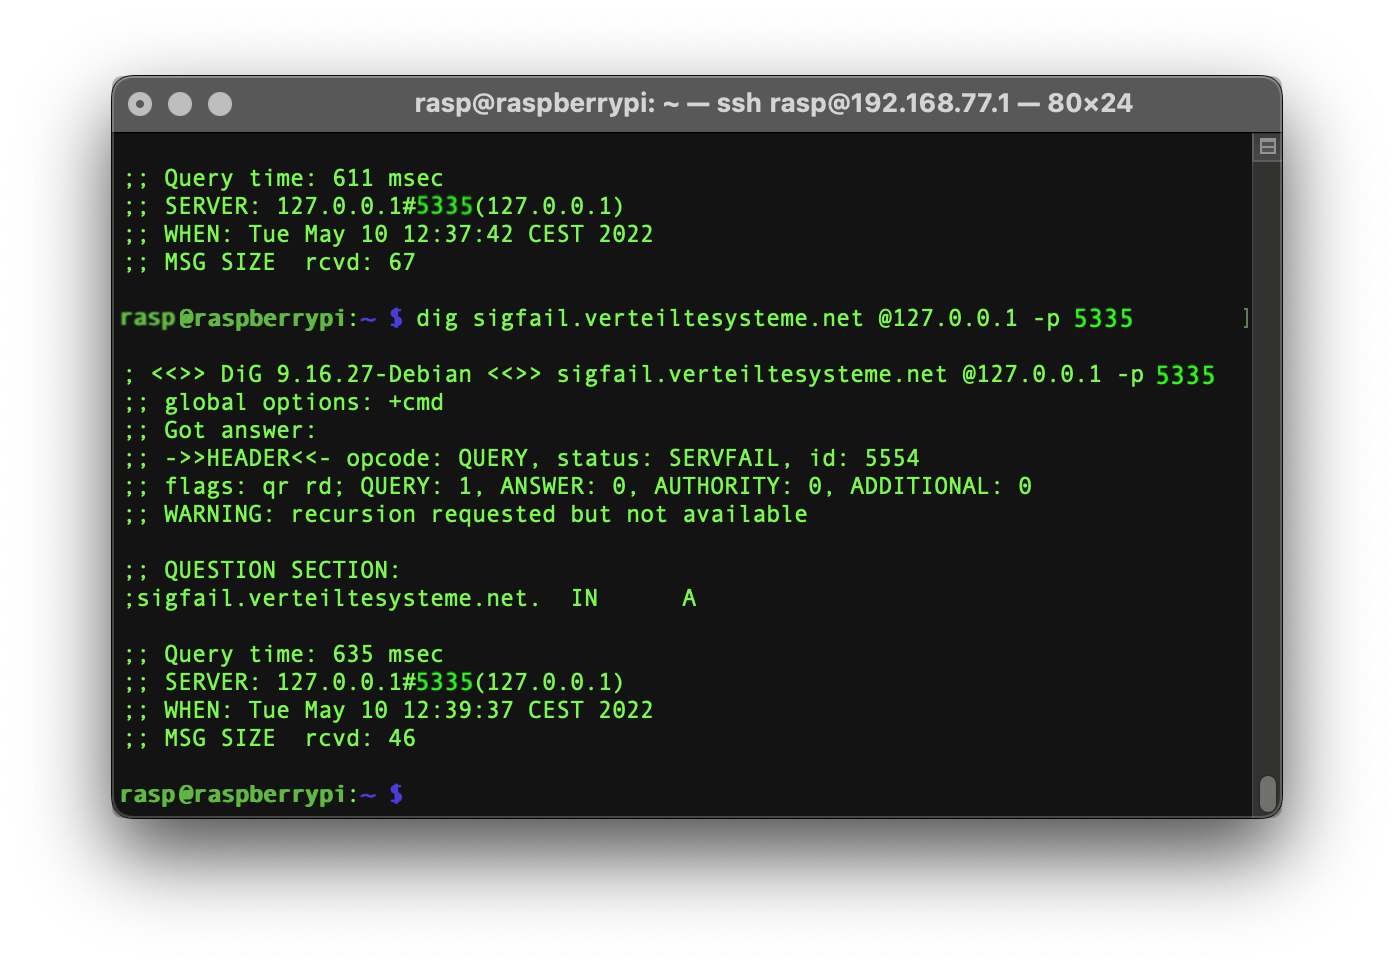 rasp@raspberrypi: ~ — ssh rasp@192.168.77.1 — 80×24
;; Query time: 611 msec
;; SERVER: 127.0.0.1#5335(127.0.0.1)
;; WHEN: Tue May 10 12:37:42 CEST 2022
;; MSG SIZE  rcvd: 67
rasp@raspberrypi:~ $ dig sigfail.verteiltesysteme.net @127.0.0.1 -p 5335 ]
; <<>> DiG 9.16.27-Debian <<>> sigfail.verteiltesysteme.net @127.0.0.1 -p 5335
;; global options: +cmd
;; Got answer:
;; ->>HEADER<<- opcode: QUERY, status: SERVFAIL, id: 5554
;; flags: qr rd; QUERY: 1, ANSWER: 0, AUTHORITY: 0, ADDITIONAL: 0
;; WARNING: recursion requested but not available
;; QUESTION SECTION:
;sigfail.verteiltesysteme.net.  IN      A
;; Query time: 635 msec
;; SERVER: 127.0.0.1#5335(127.0.0.1)
;; WHEN: Tue May 10 12:39:37 CEST 2022
;; MSG SIZE  rcvd: 46
rasp@raspberrypi:~ $